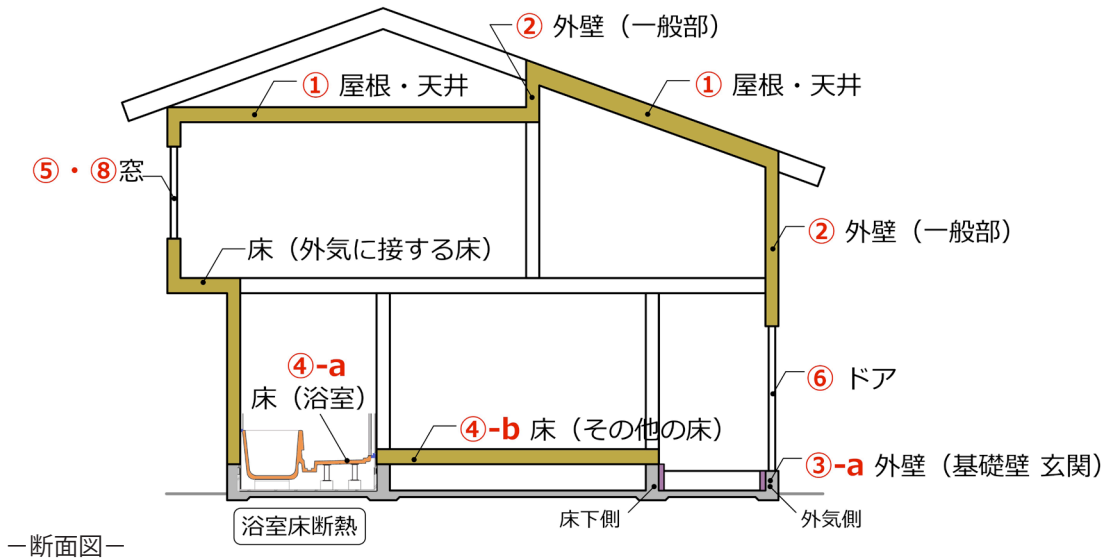 ② 外壁（一般部）
① 屋根・天井
① 屋根・天井
⑤・⑧窓
床（外気に接する床）
② 外壁（一般部）
④-a
床（浴室）
⑥ ドア
④-b 床（その他の床）
③-a 外壁（基礎壁 玄関）
床下側
外気側
浴室床断熱
－断面図－